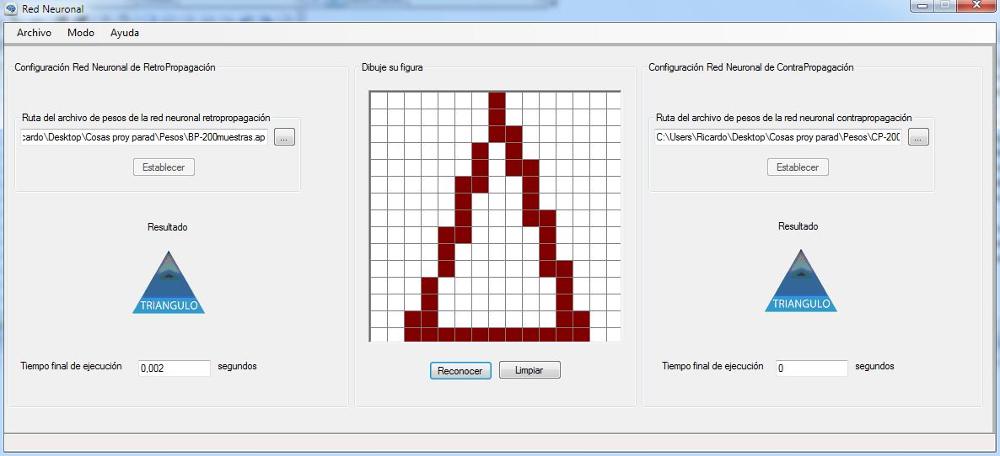 Red Neuronal
Archivo Modo Ayuda
Configuración Red Neuronal de RetroPropagación
Ruta del archivo de pesos de la red neuronal retropropagación
cardo\Desktop\Cosas proy parad\Pesos\BP-200muestras.ap
...
Establecer
Resultado
TRIANGULO
Tiempo final de ejecución 0,002 segundos
Dibuje su figura
Reconocer Limpiar
Configuración Red Neuronal de ContraPropagación
Ruta del archivo de pesos de la red neuronal contrapropagación
C:\Users\Ricardo\Desktop\Cosas proy parad\Pesos\CP-200
...
Establecer
Resultado
TRIANGULO
Tiempo final de ejecución 0 segundos